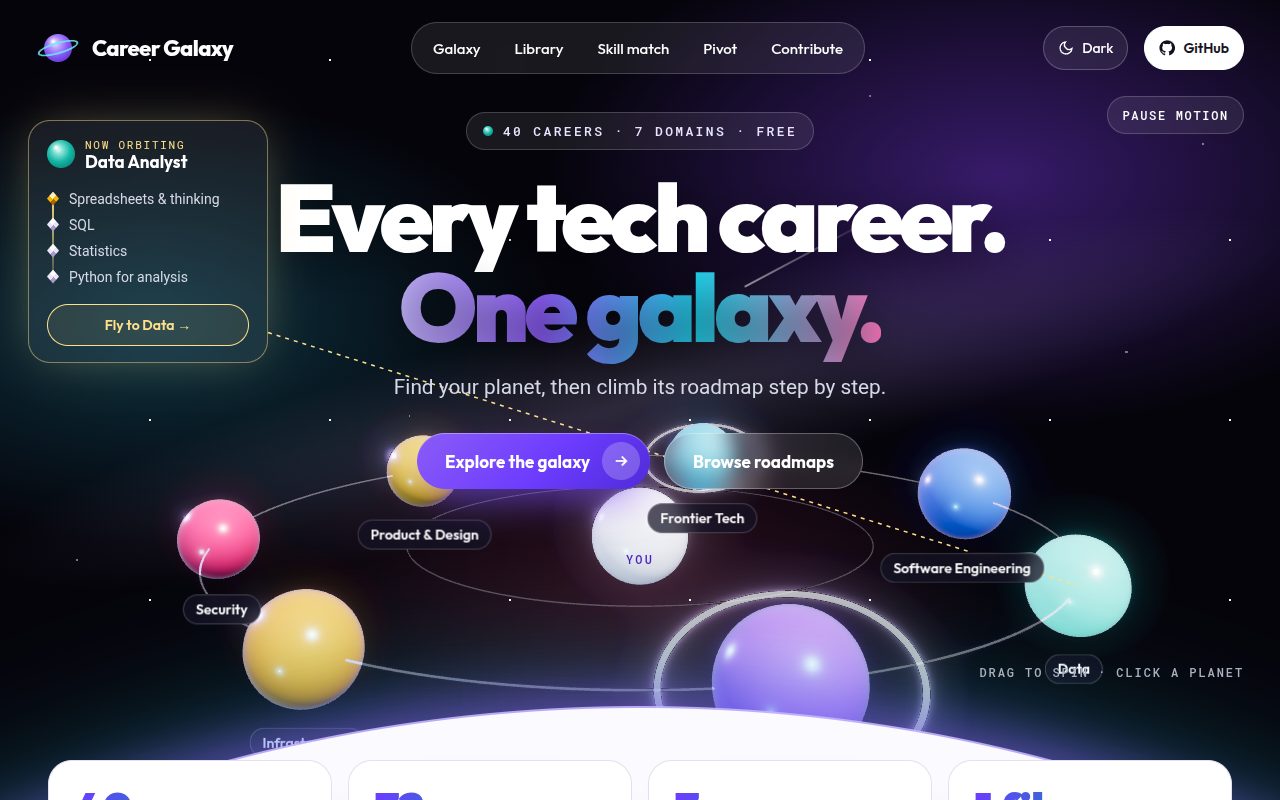 Career Galaxy
Galaxy
Library
Skill match
Pivot
Contribute
Dark
GitHub
PAUSE MOTION
40 CAREERS · 7 DOMAINS · FREE
NOW ORBITING
Data Analyst
Spreadsheets & thinking
SQL
Statistics
Python for analysis
Fly to Data →
Every tech career.
One galaxy.
Find your planet, then climb its roadmap step by step.
Explore the galaxy →
Browse roadmaps
Product & Design
Frontier Tech
YOU
Software Engineering
Security
Data
DRAG TO SPIN · CLICK A PLANET